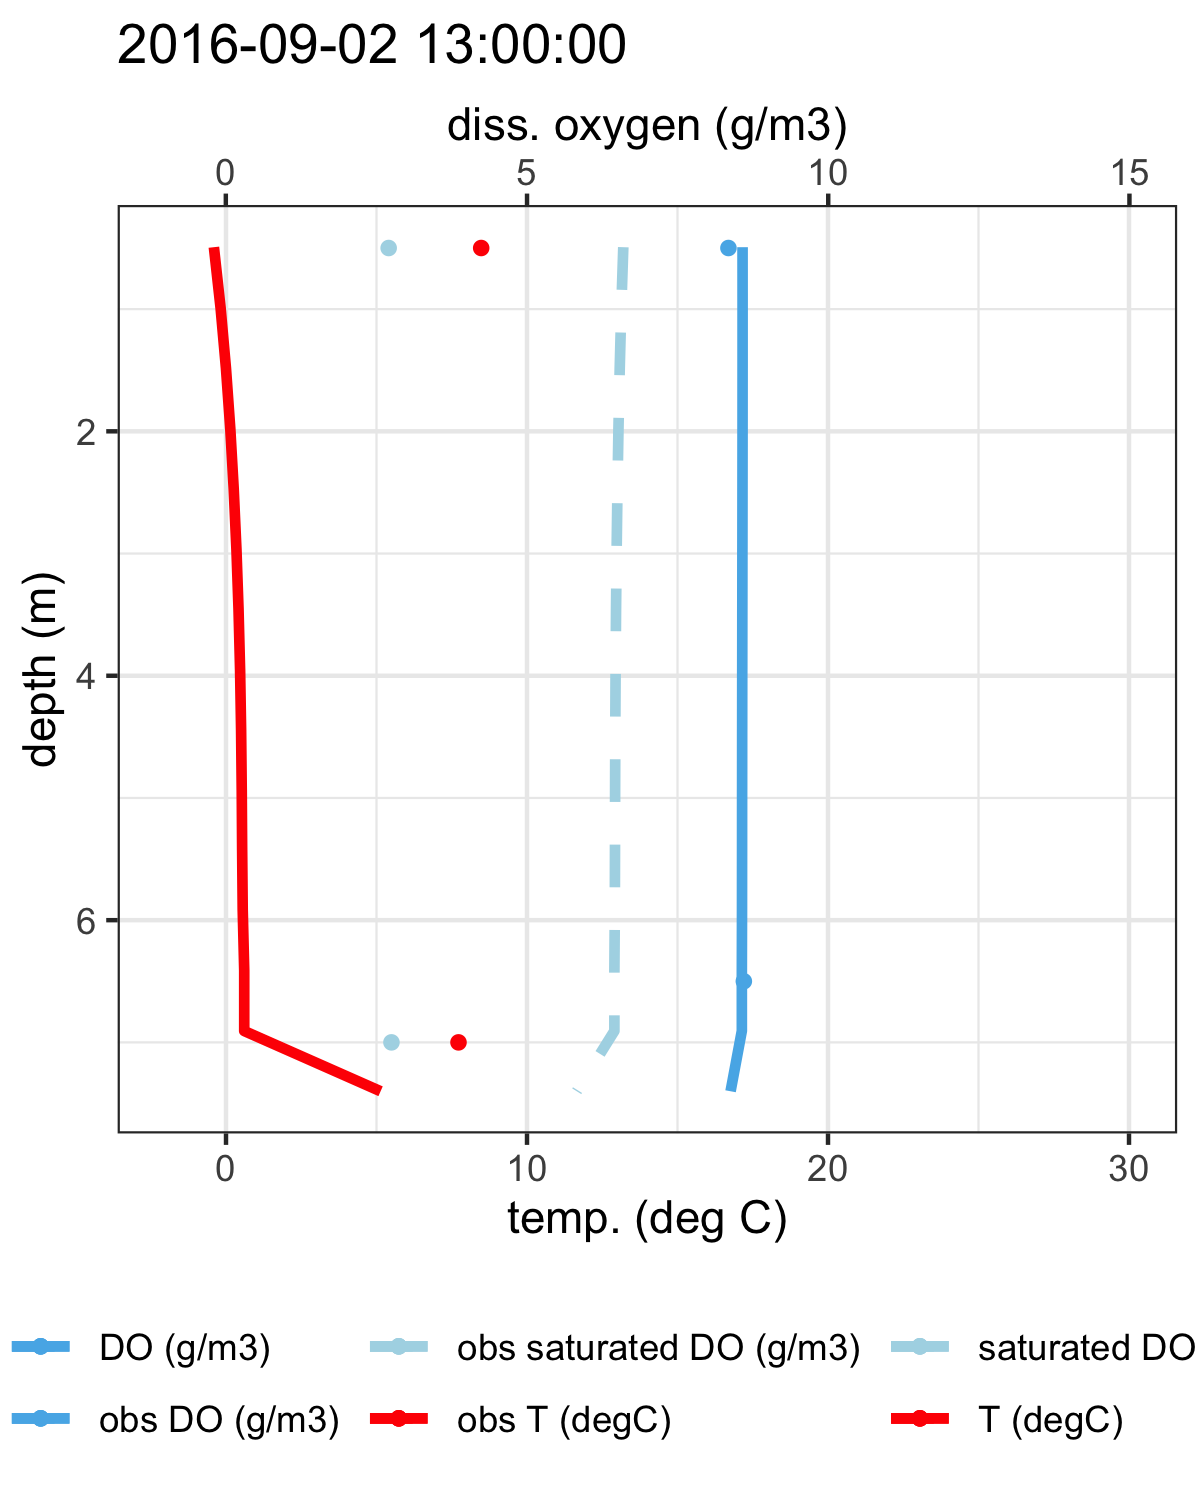 2016-09-02 13:00:00
diss. oxygen (g/m3)
0 5 10 15
2
4
6
depth (m)
0 10 20 30
temp. (deg C)
DO (g/m3) obs saturated DO (g/m3) saturated DO
obs DO (g/m3) obs T (degC) T (degC)